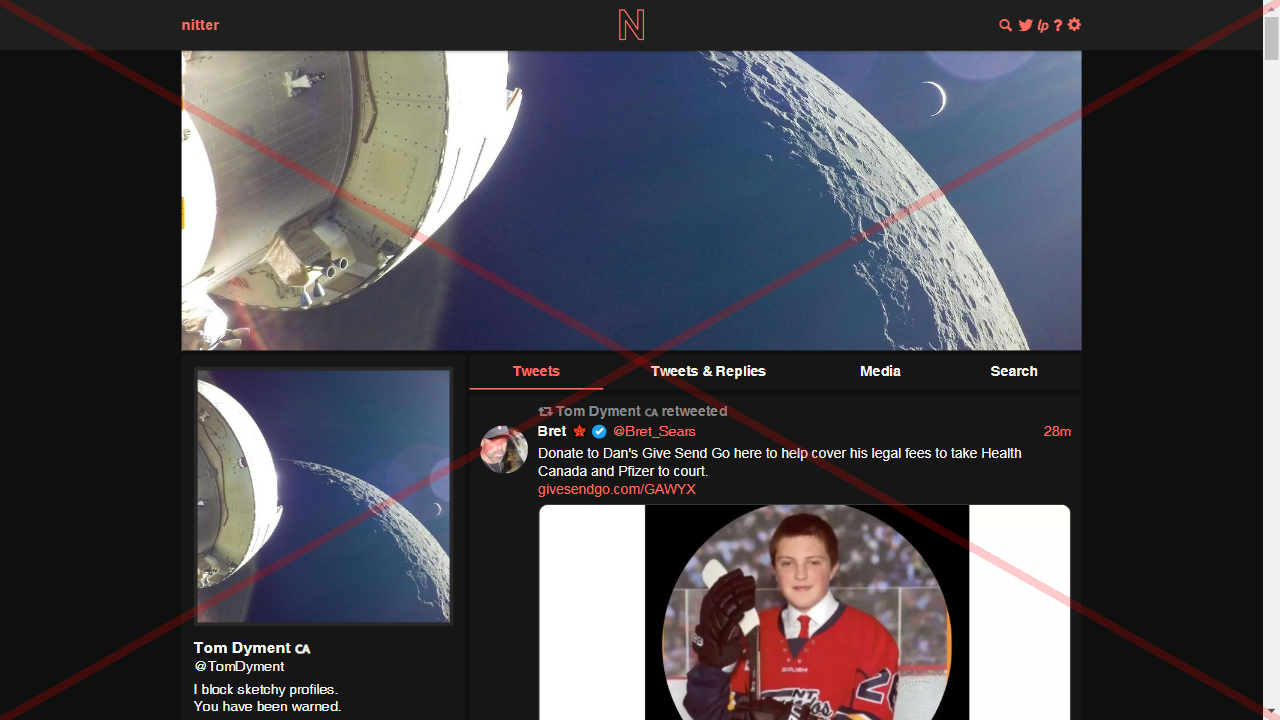 nitter
N
lp ?
Tweets
Tweets & Replies
Media
Search
Tom Dyment CA retweeted
Bret @Bret_Sears
28m
Donate to Dan's Give Send Go here to help cover his legal fees to take Health
Canada and Pfizer to court.
givesendgo.com/GAWYX
BAUER
Tom Dyment CA
@TomDyment
I block sketchy profiles.
You have been warned.